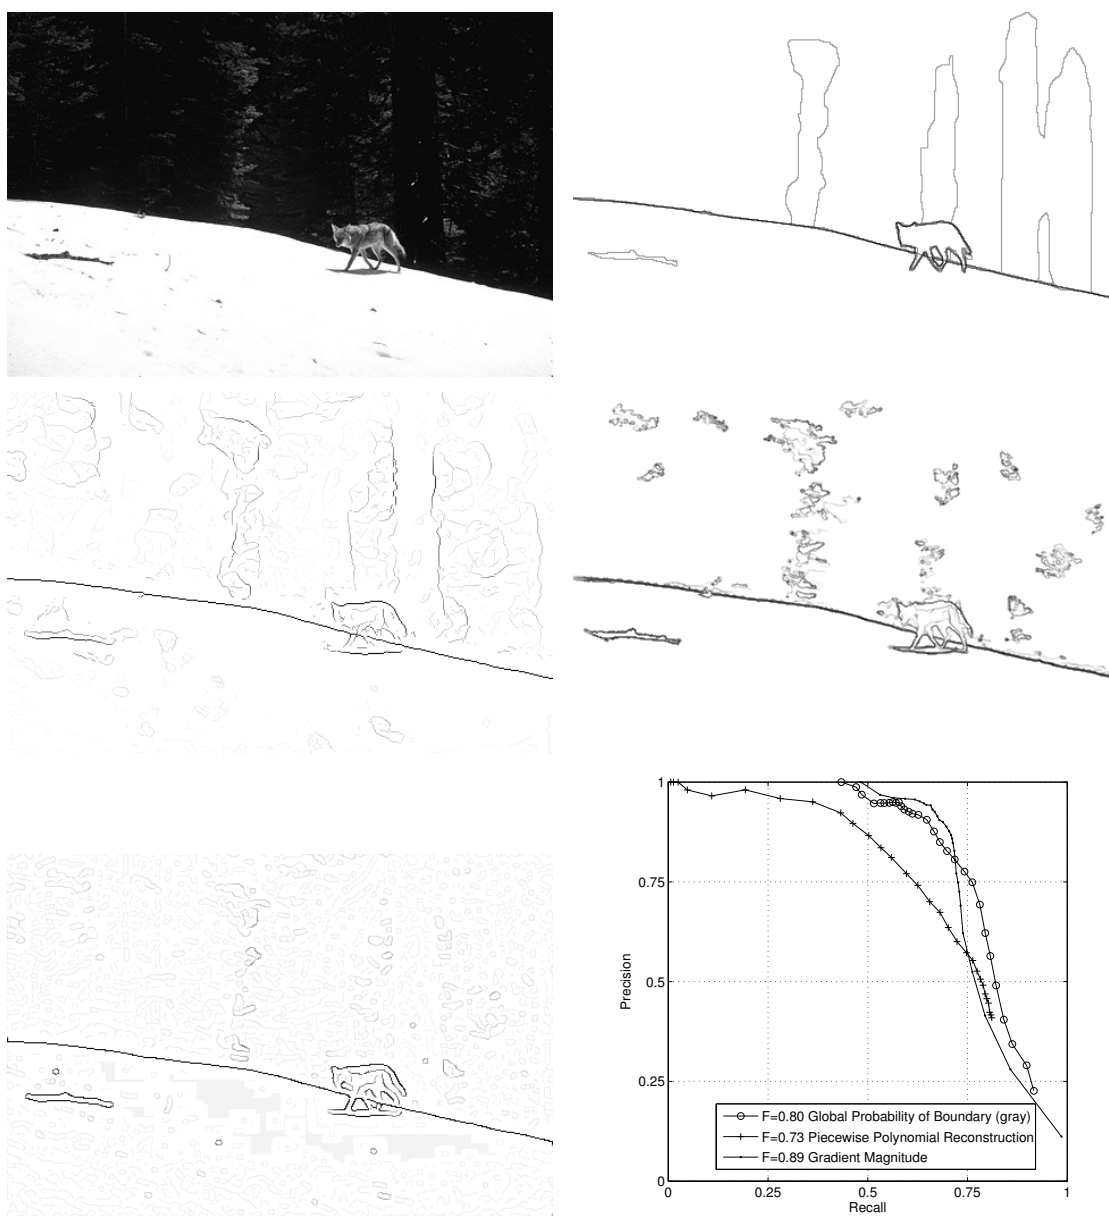 1
0.75
0.5
0.25
0
0
0.25
0.5
0.75
1
Precision
Recall
F=0.80 Global Probability of Boundary (gray)
F=0.73 Piecewise Polynomial Reconstruction
F=0.89 Gradient Magnitude